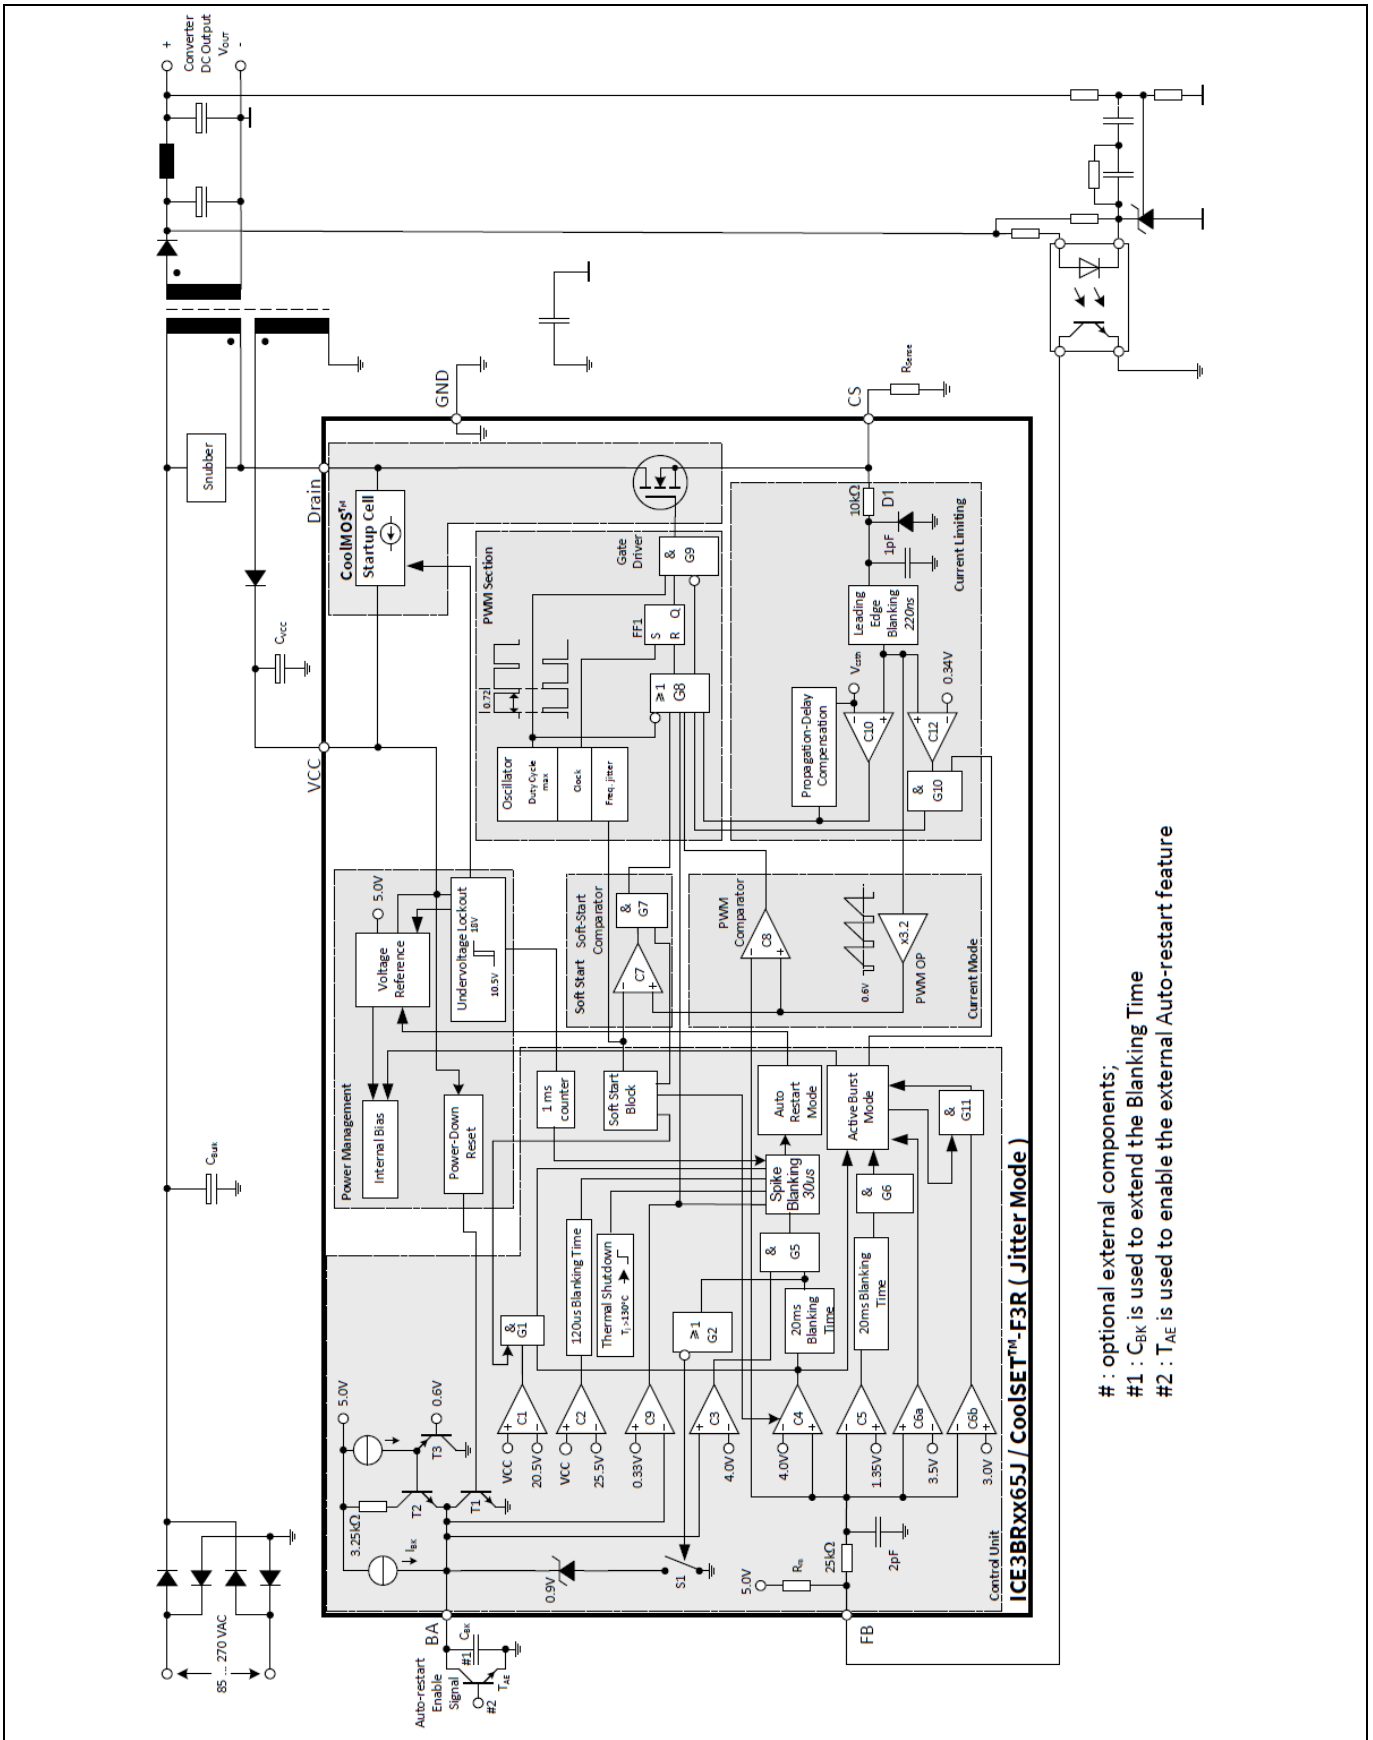 85 ... 270 VAC
CBulk
Snubber
+
Converter
DC Output
VOUT
-
CVCC
VCC
Drain
GND
CS
RSense
BA
FB
Auto-restart
Enable
Signal
#1
CBK
#2
TAE
Power Management
Internal Bias
Voltage
Reference
5.0V
Power-Down
Reset
Undervoltage Lockout
18V
10.5V
CoolMOS™
Startup Cell
PWM Section
Oscillator
Duty Cycle
max
Clock
Freq. jitter
0.72
FF1
S
R
Q
Gate
Driver
&
G9
≥1
G8
Soft Start
Soft-Start
Comparator
C7
&
G7
PWM
Comparator
C8
0.6V
x3.2
PWM OP
Current Mode
Propagation-Delay
Compensation
Vcsth
C10
C12
0.34V
&
G10
Leading
Edge
Blanking
220ns
10kΩ
D1
1pF
Current Limiting
5.0V
3.25kΩ
IBK
T2
T3
0.6V
T1
0.9V
S1
1 ms
counter
Soft Start
Block
&
G1
120us Blanking Time
Thermal Shutdown
Tj >130°C
Spike
Blanking
30us
Auto
Restart
Mode
Active Burst
Mode
&
G11
&
G6
&
G5
≥1
G2
20ms
Blanking
Time
20ms Blanking
Time
VCC
20.5V
C1
VCC
25.5V
C2
0.33V
C9
4.0V
C3
4.0V
C4
1.35V
C5
3.5V
C6a
3.0V
C6b
5.0V
RFB
25kΩ
2pF
Control Unit
ICE3BRxx65J / CoolSET™-F3R ( Jitter Mode )
# : optional external components;
#1 : CBK is used to extend the Blanking Time
#2 : TAE is used to enable the external Auto-restart feature